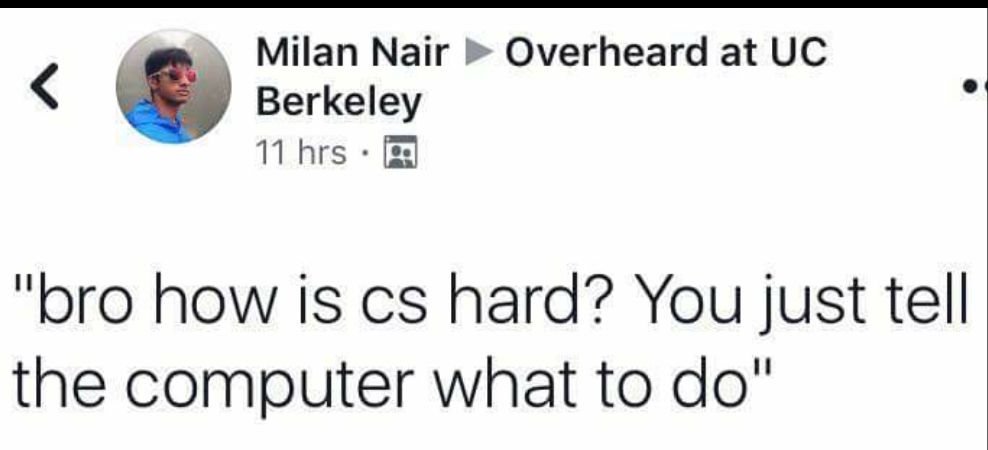 Milan Nair ▶ Overheard at UC
Berkeley
11 hrs ·
"bro how is cs hard? You just tell
the computer what to do"